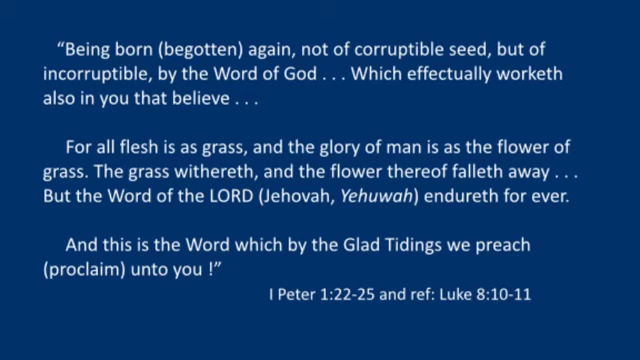 “Being born (begotten) again, not of corruptible seed, but of
incorruptible, by the Word of God . . . Which effectually worketh
also in you that believe . . .
For all flesh is as grass, and the glory of man is as the flower of
grass. The grass withereth, and the flower thereof falleth away . . .
But the Word of the LORD (Jehovah, Yehuwah) endureth for ever.
And this is the Word which by the Glad Tidings we preach
(proclaim) unto you !”
I Peter 1:22-25 and ref: Luke 8:10-11